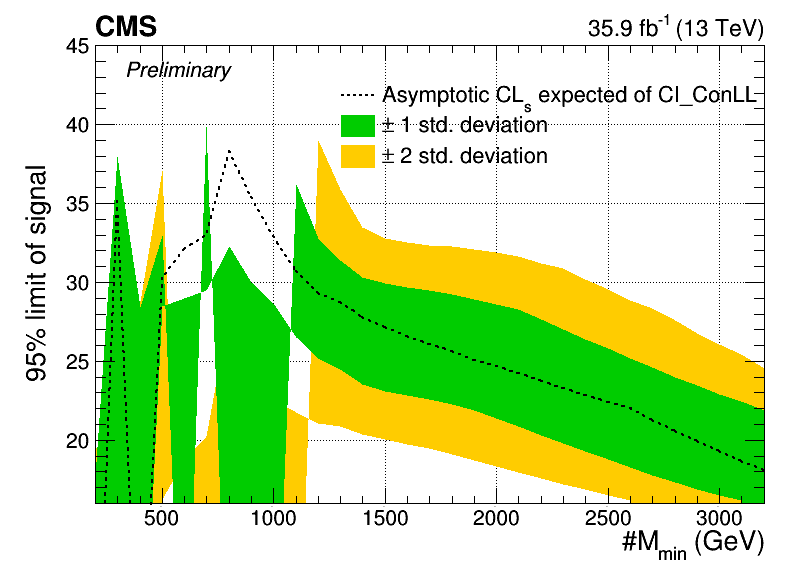 CMS 35.9 fb-1 (13 TeV)
Preliminary
Asymptotic CLs expected of CI_ConLL
± 1 std. deviation
± 2 std. deviation
95% limit of signal
45
40
35
30
25
20
500 1000 1500 2000 2500 3000
#Mmin (GeV)